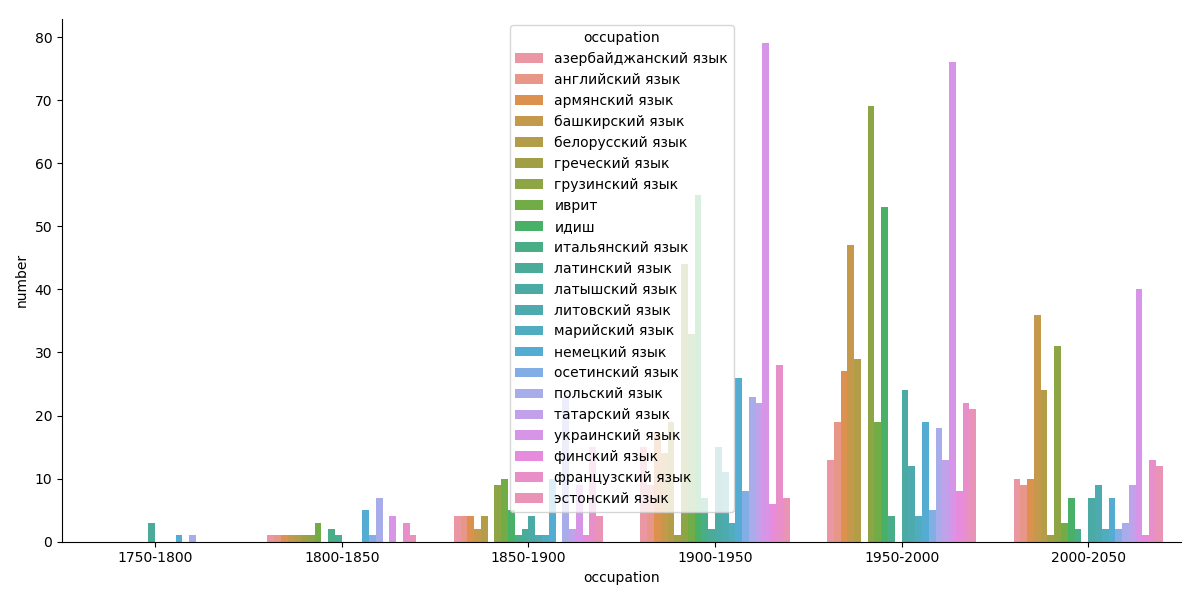 80
70
60
50
40
30
20
10
0
number
occupation
азербайджанский язык
английский язык
армянский язык
башкирский язык
белорусский язык
греческий язык
грузинский язык
иврит
идиш
итальянский язык
латинский язык
латышский язык
литовский язык
марийский язык
немецкий язык
осетинский язык
польский язык
татарский язык
украинский язык
финский язык
французский язык
эстонский язык
1750-1800 1800-1850 1850-1900 1900-1950 1950-2000 2000-2050
occupation